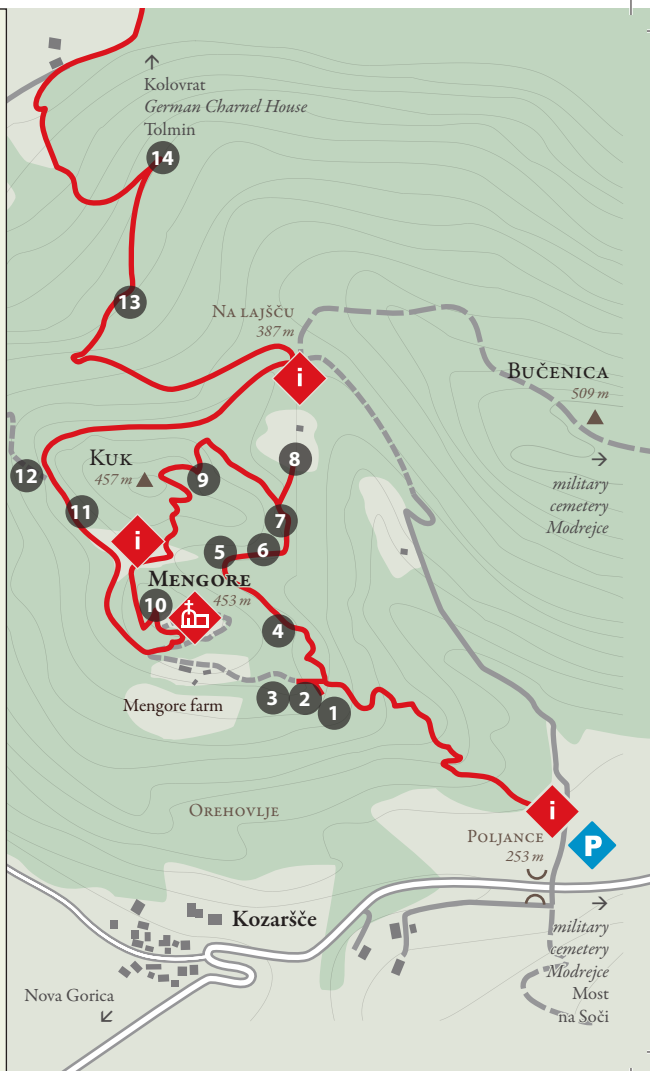 Kolovrat
German Charnel House
Tolmin
14
13
Na lajšču
387 m
i
Bučenica
509 m
military
cemetery
Modrejce
Kuk
457 m
8
9
12
11
7
i
5
6
Mengore
453 m
10
4
Mengore farm
3
2
1
Orehovlje
i
Poljance
253 m
P
Kozaršče
military
cemetery
Modrejce
Most
na Soči
Nova Gorica